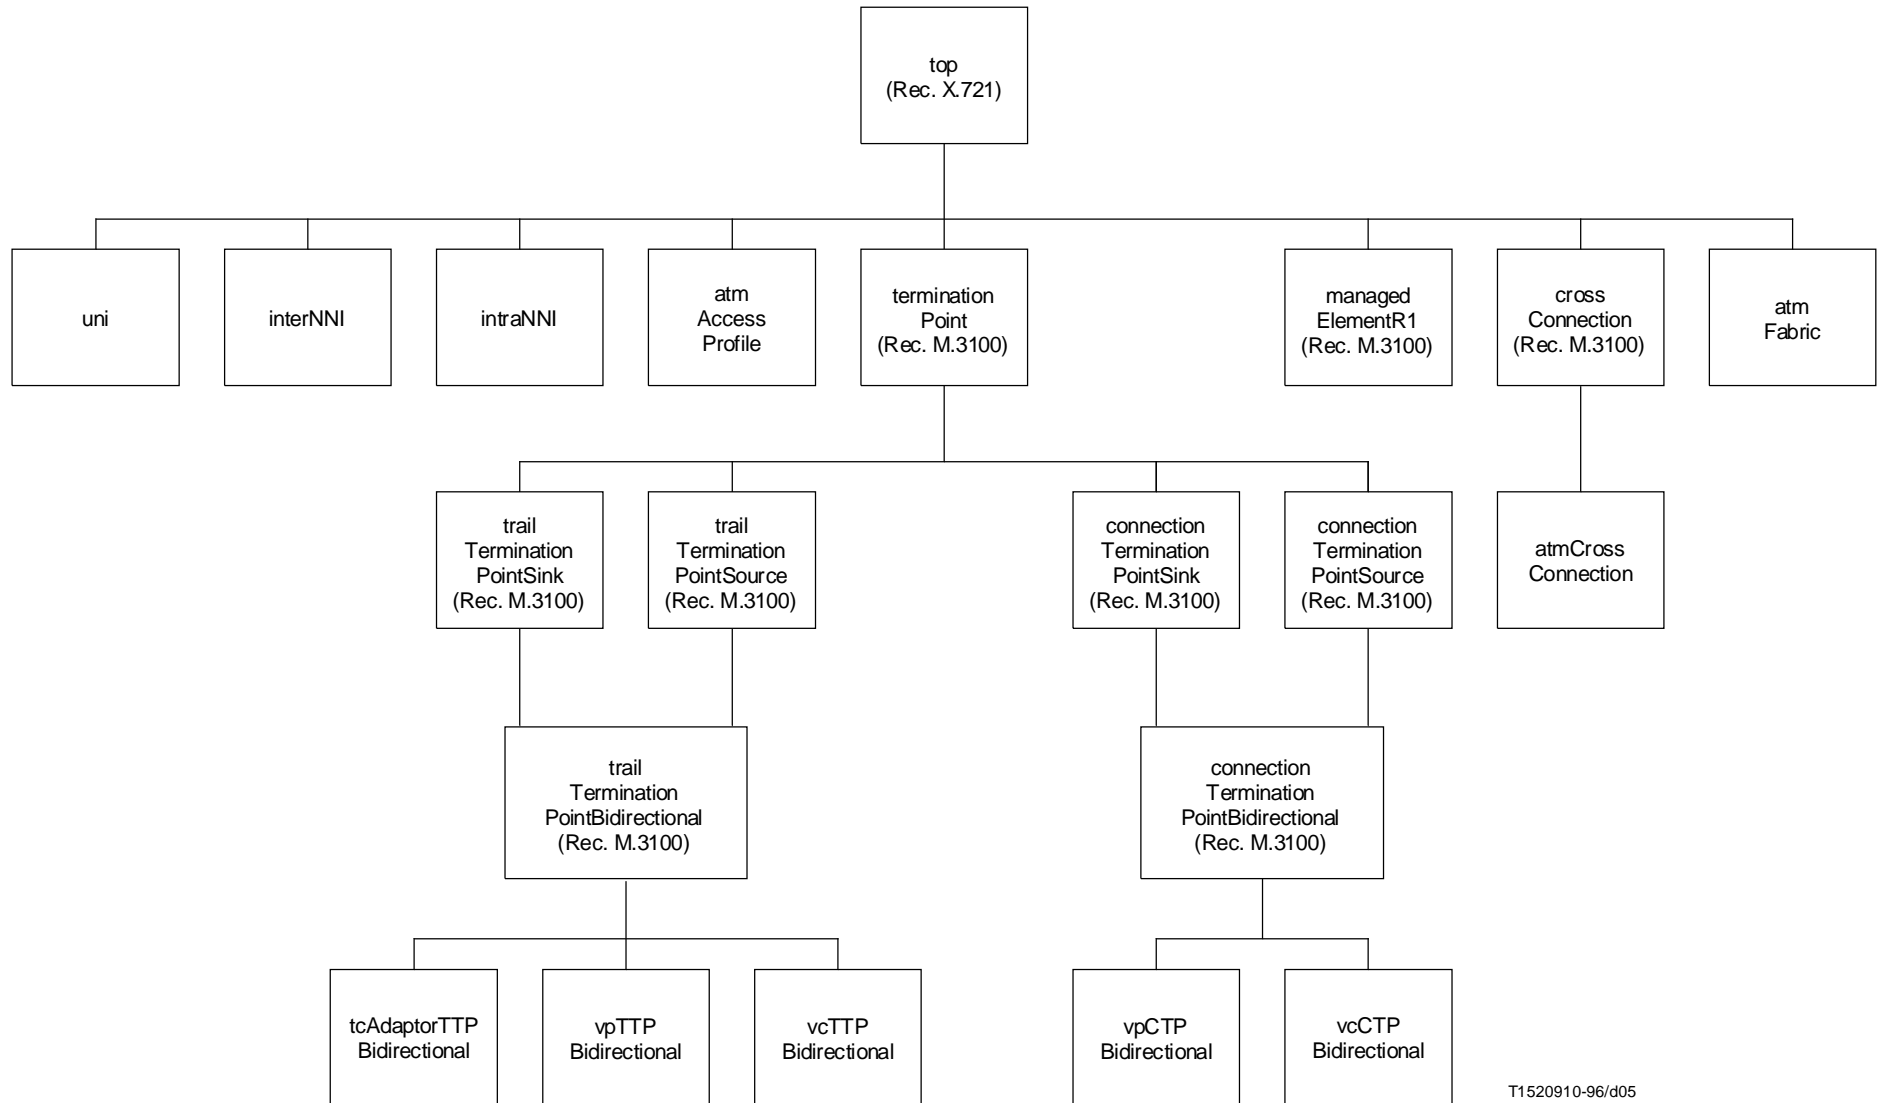 top
(Rec. X.721)
uni
interNNI
intraNNI
atm
Access
Profile
termination
Point
(Rec. M.3100)
managed
ElementR1
(Rec. M.3100)
cross
Connection
(Rec. M.3100)
atm
Fabric
trail
Termination
PointSink
(Rec. M.3100)
trail
Termination
PointSource
(Rec. M.3100)
connection
Termination
PointSink
(Rec. M.3100)
connection
Termination
PointSource
(Rec. M.3100)
atmCross
Connection
trail
Termination
PointBidirectional
(Rec. M.3100)
connection
Termination
PointBidirectional
(Rec. M.3100)
tcAdaptorTTP
Bidirectional
vpTTP
Bidirectional
vcTTP
Bidirectional
vpCTP
Bidirectional
vcCTP
Bidirectional
T1520910-96/d05